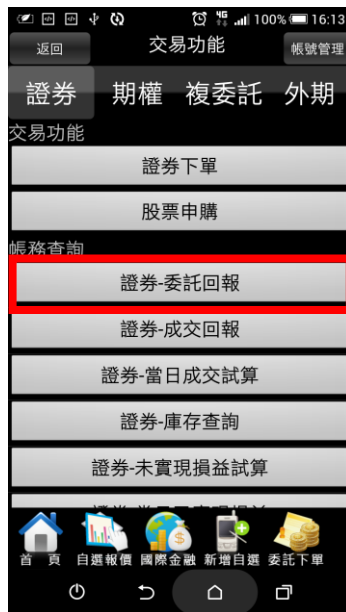 4G 100% 16:13
返回 交易功能 帳號管理
證券 期權 複委託 外期
交易功能
證券下單
股票申購
帳務查詢
證券-委託回報
證券-成交回報
證券-當日成交試算
證券-庫存查詢
證券-未實現損益試算
首 頁 自選報價 國際金融 新增自選 委託下單